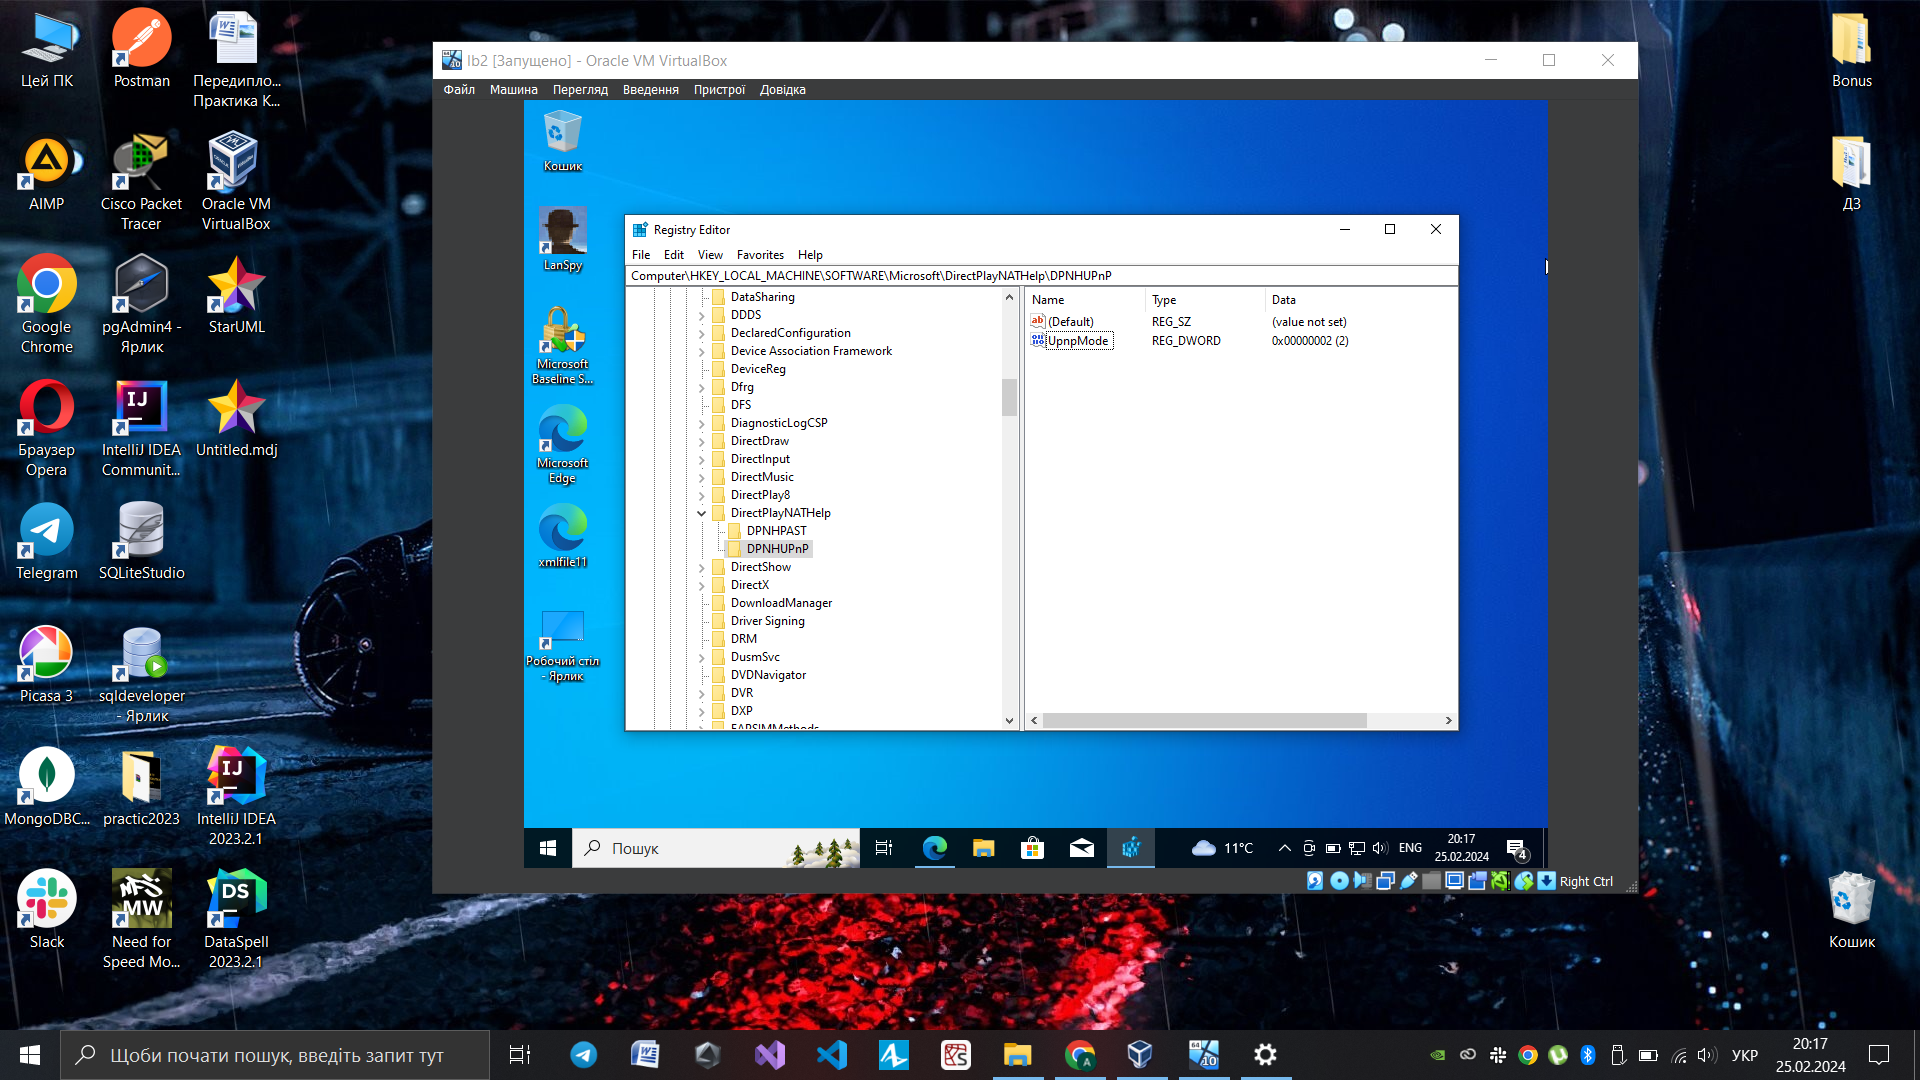 Цей ПК
Postman
Передипло...
Практика К...
AIMP
Cisco Packet
Tracer
Oracle VM
VirtualBox
Google
Chrome
pgAdmin4 -
Ярлик
StarUML
Браузер
Opera
IntelliJ IDEA
Communit...
Untitled.mdj
Telegram
SQLiteStudio
Picasa 3
sqldeveloper
- Ярлик
MongoDBC...
practic2023
IntelliJ IDEA
2023.2.1
Slack
Need for
Speed Mo...
DataSpell
2023.2.1
Bonus
ДЗ
Кошик
lb2 [Запущено] - Oracle VM VirtualBox
Файл Машина Перегляд Введення Пристрої Довідка
Кошик
LanSpy
Microsoft
Baseline S...
Microsoft
Edge
xmlfile11
Робочий стіл
- Ярлик
Registry Editor
File Edit View Favorites Help
Computer\HKEY_LOCAL_MACHINE\SOFTWARE\Microsoft\DirectPlayNATHelp\DPNHUPnP
DataSharing
DDDS
DeclaredConfiguration
Device Association Framework
DeviceReg
Dfrg
DFS
DiagnosticLogCSP
DirectDraw
DirectInput
DirectMusic
DirectPlay8
DirectPlayNATHelp
DPNHPAST
DPNHUPnP
DirectShow
DirectX
DownloadManager
Driver Signing
DRM
DusmSvc
DVDNavigator
DVR
DXP
EAPSIMMethods
Name Type Data
(Default) REG_SZ (value not set)
UpnpMode REG_DWORD 0x00000002 (2)
Пошук
11°C
ENG
20:17
25.02.2024
4
Right Ctrl
Щоби почати пошук, введіть запит тут
УКР
20:17
25.02.2024